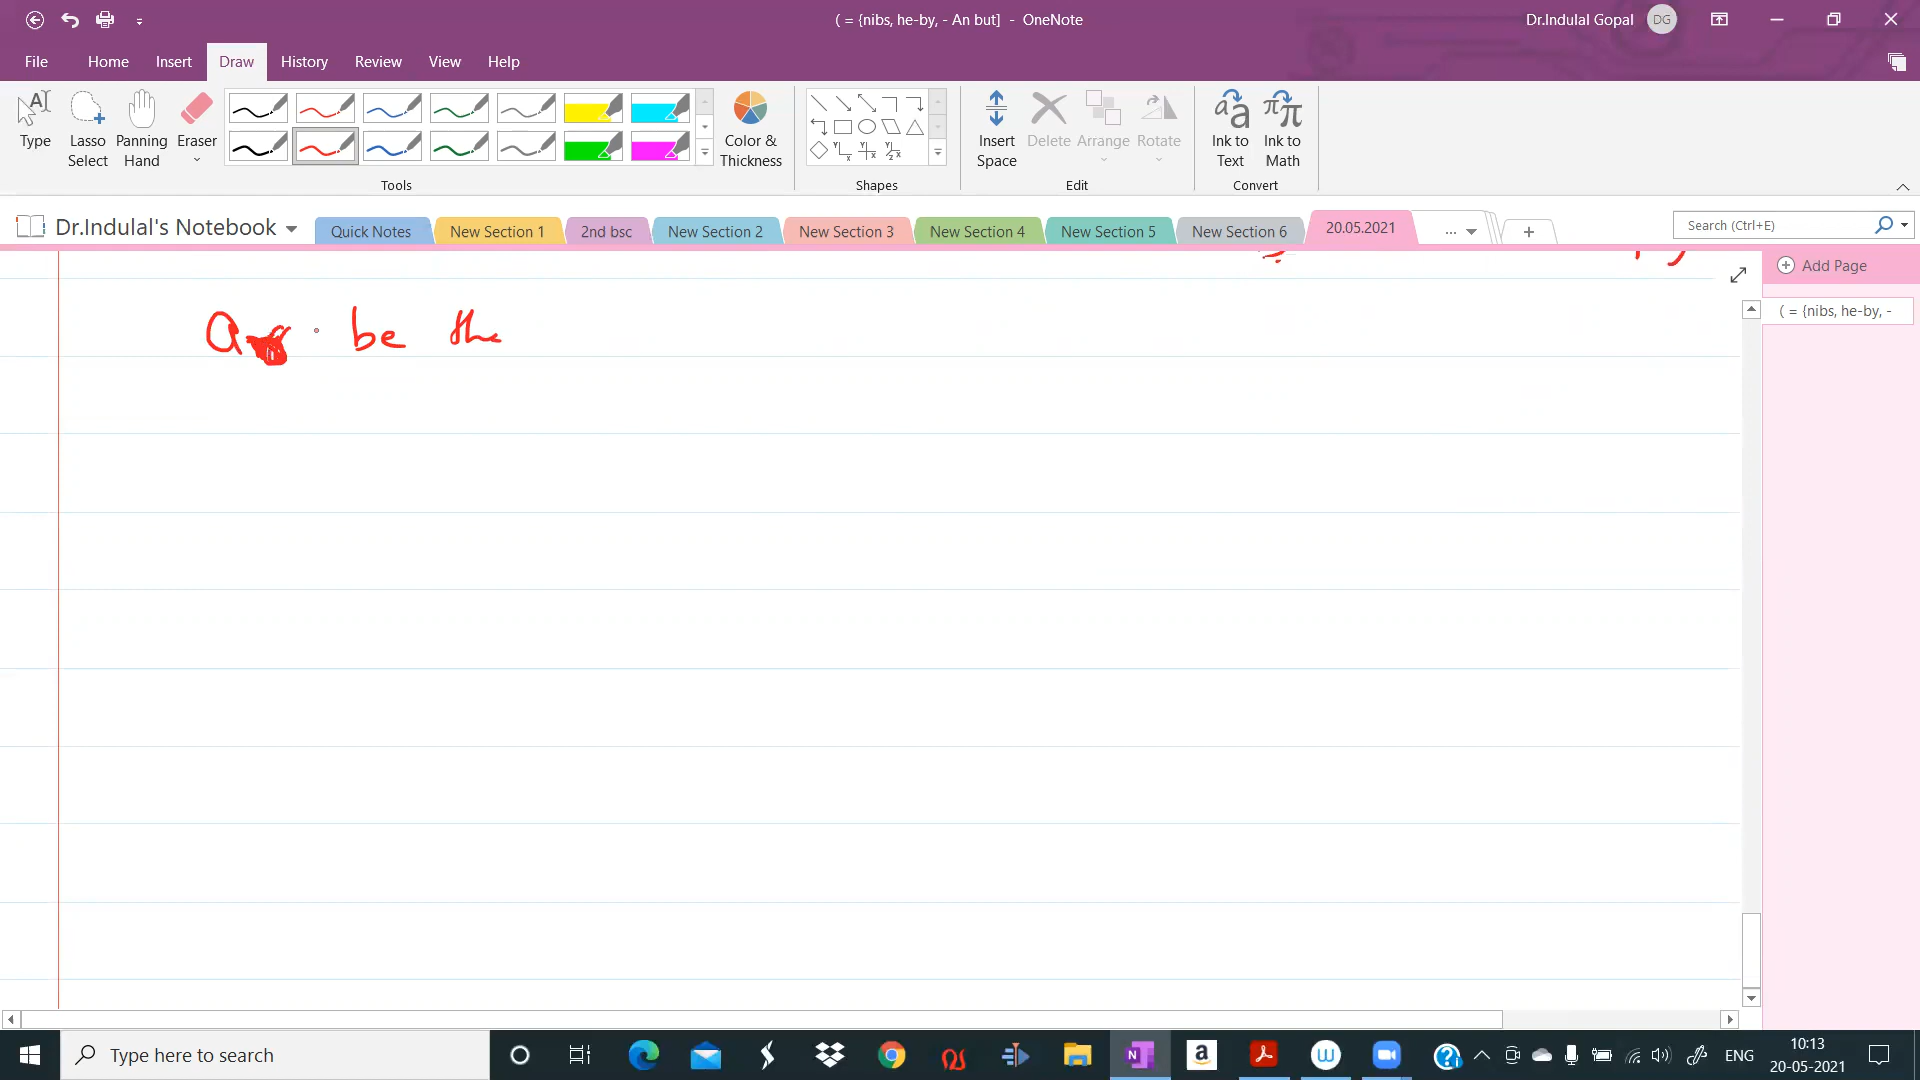 ( = {nibs, he-by, - An but] - OneNote
Dr.Indulal Gopal DG
File Home Insert Draw History Review View Help
Type Lasso Select Panning Hand Eraser Color & Thickness Insert Space Delete Arrange Rotate Ink to Text Ink to Math
Tools Shapes Edit Convert
Dr.Indulal's Notebook Quick Notes New Section 1 2nd bsc New Section 2 New Section 3 New Section 4 New Section 5 New Section 6 20.05.2021 ... Search (Ctrl+E)
Add Page
( = {nibs, he-by, -
be the
Type here to search
ENG 10:13
20-05-2021